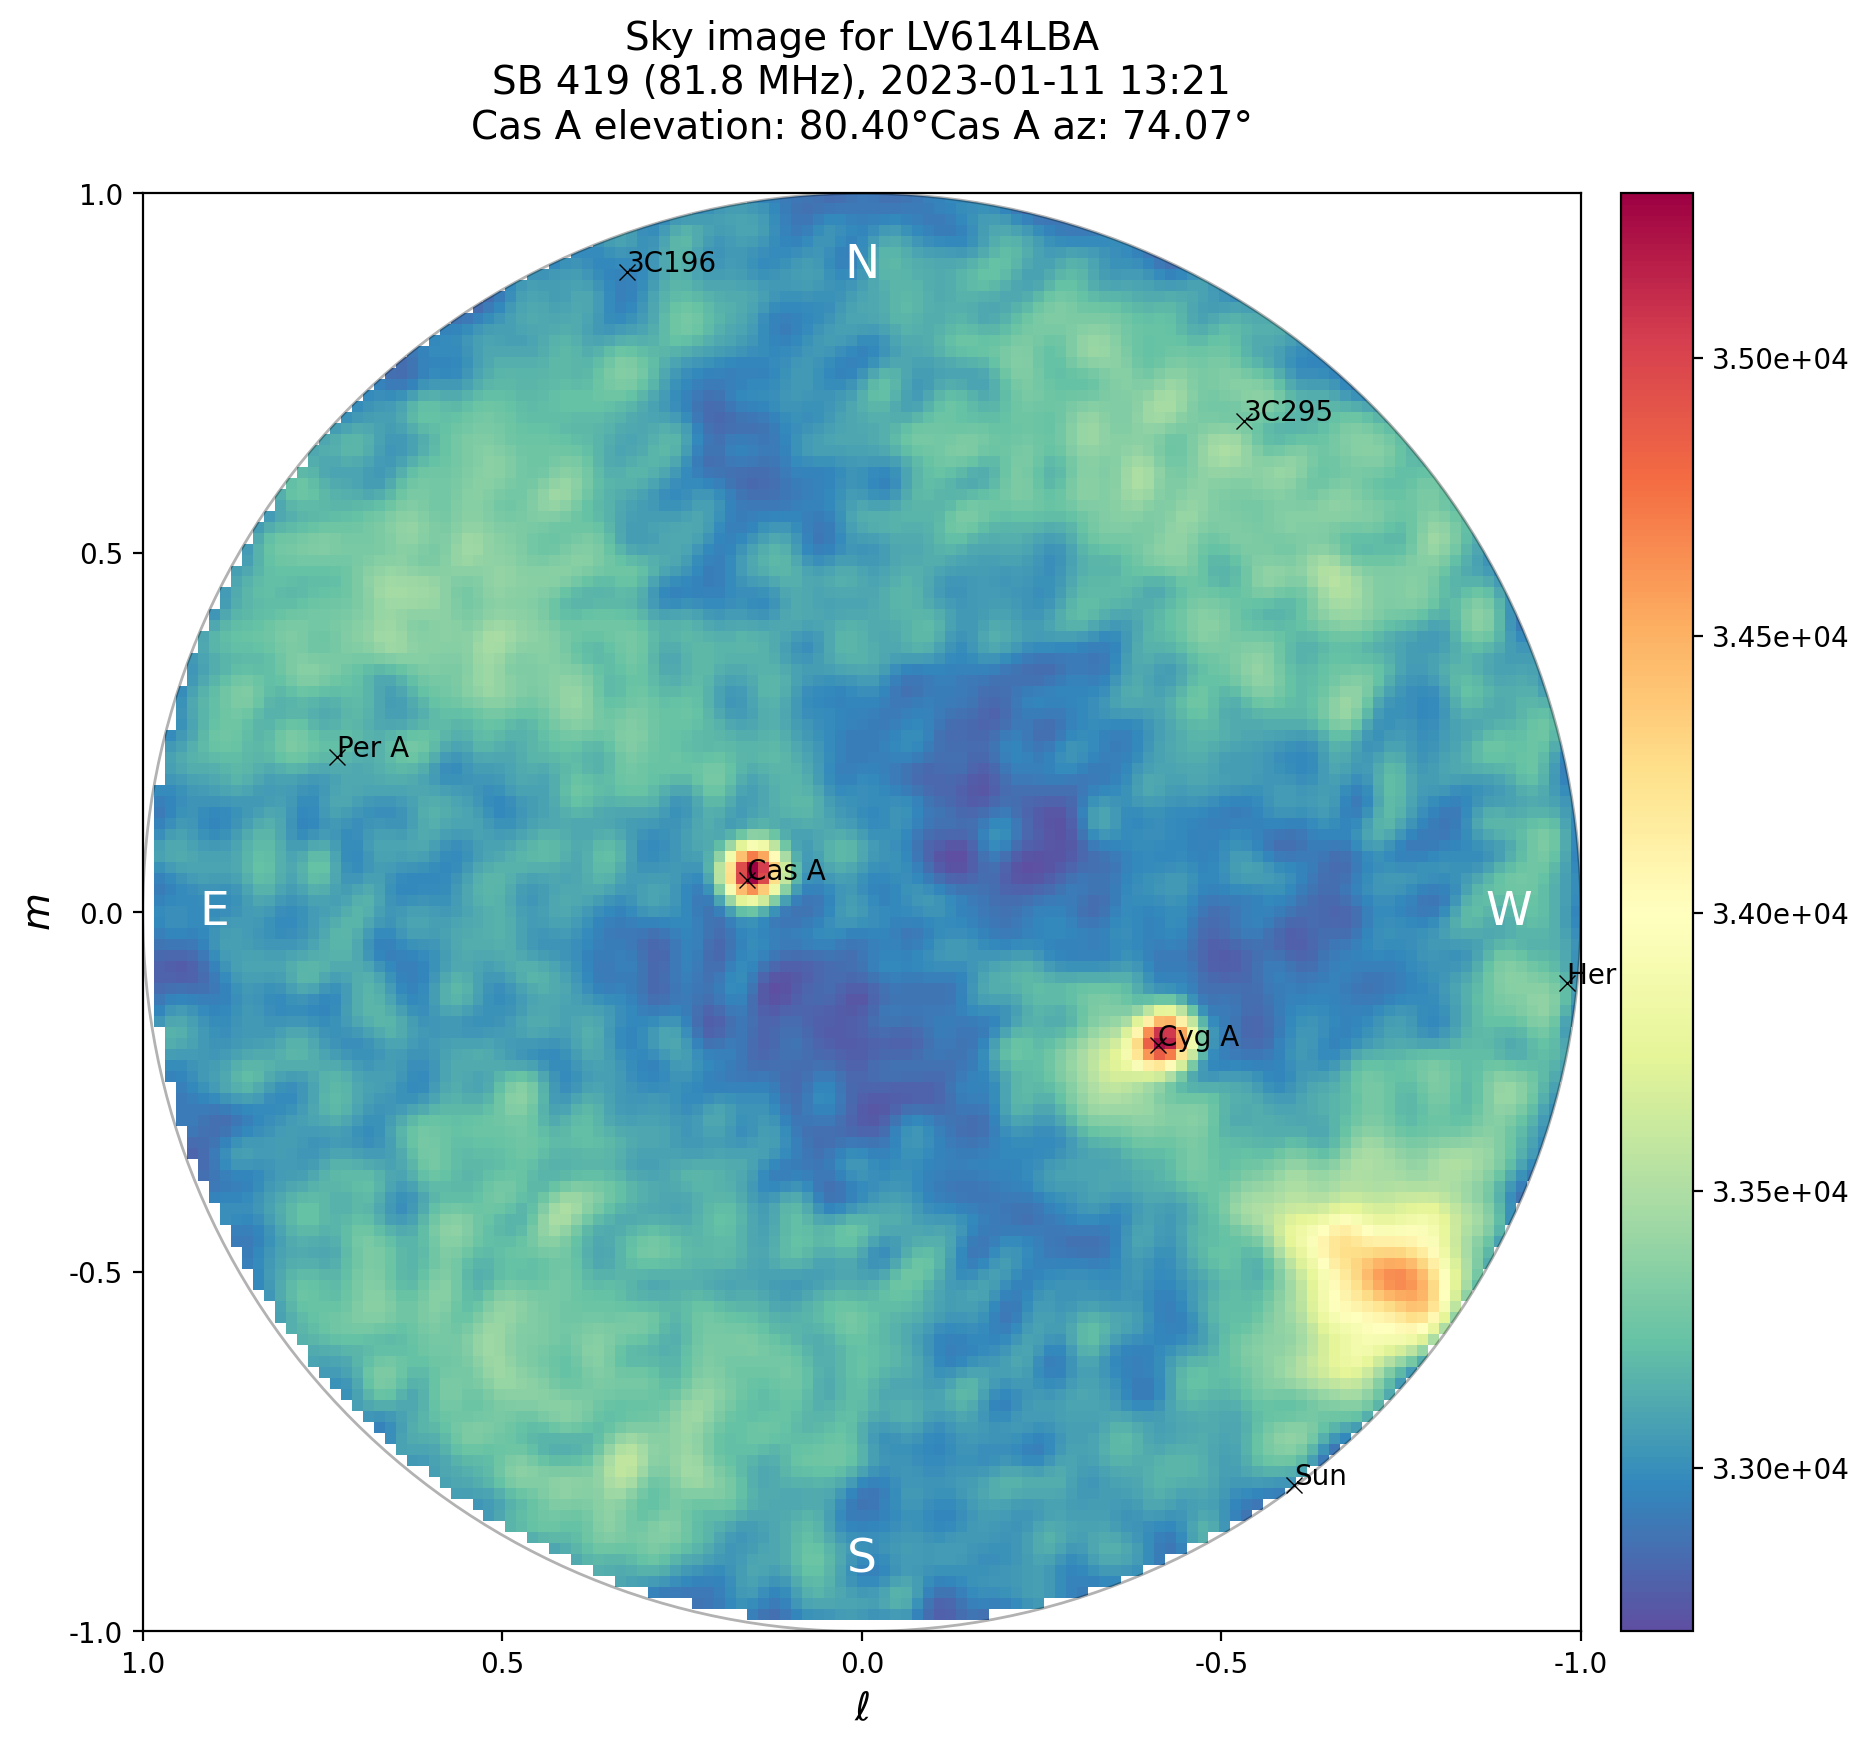 Sky image for LV614LBA
SB 419 (81.8 MHz), 2023-01-11 13:21
Cas A elevation: 80.40°Cas A az: 74.07°
1.0
0.5
0.0
-0.5
-1.0
m
1.0
0.5
0.0
-0.5
-1.0
ℓ
3C196
N
3C295
Per A
Cas A
E
W
Her
Cyg A
Sun
S
3.50e+04
3.45e+04
3.40e+04
3.35e+04
3.30e+04